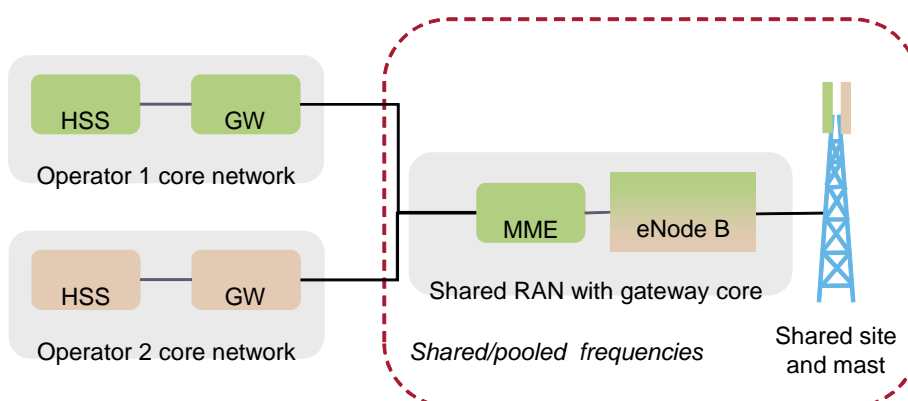 HSS
GW
Operator 1 core network
HSS
GW
Operator 2 core network
MME
eNode B
Shared RAN with gateway core
Shared/pooled frequencies
Shared site
and mast